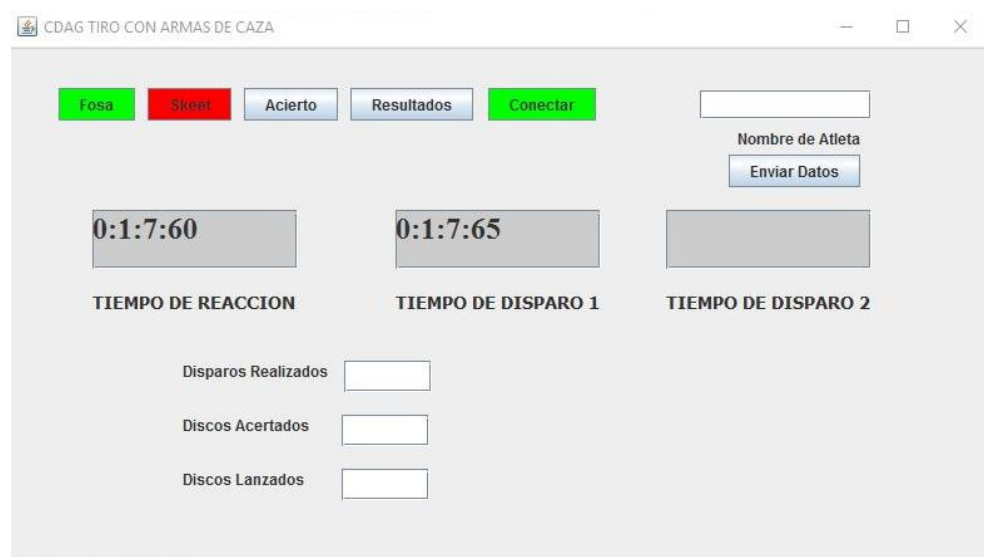 CDAG TIRO CON ARMAS DE CAZA
Fosa Skeet Acierto Resultados Conectar
Nombre de Atleta
Enviar Datos
0:1:7:60 0:1:7:65
TIEMPO DE REACCION TIEMPO DE DISPARO 1 TIEMPO DE DISPARO 2
Disparos Realizados
Discos Acertados
Discos Lanzados